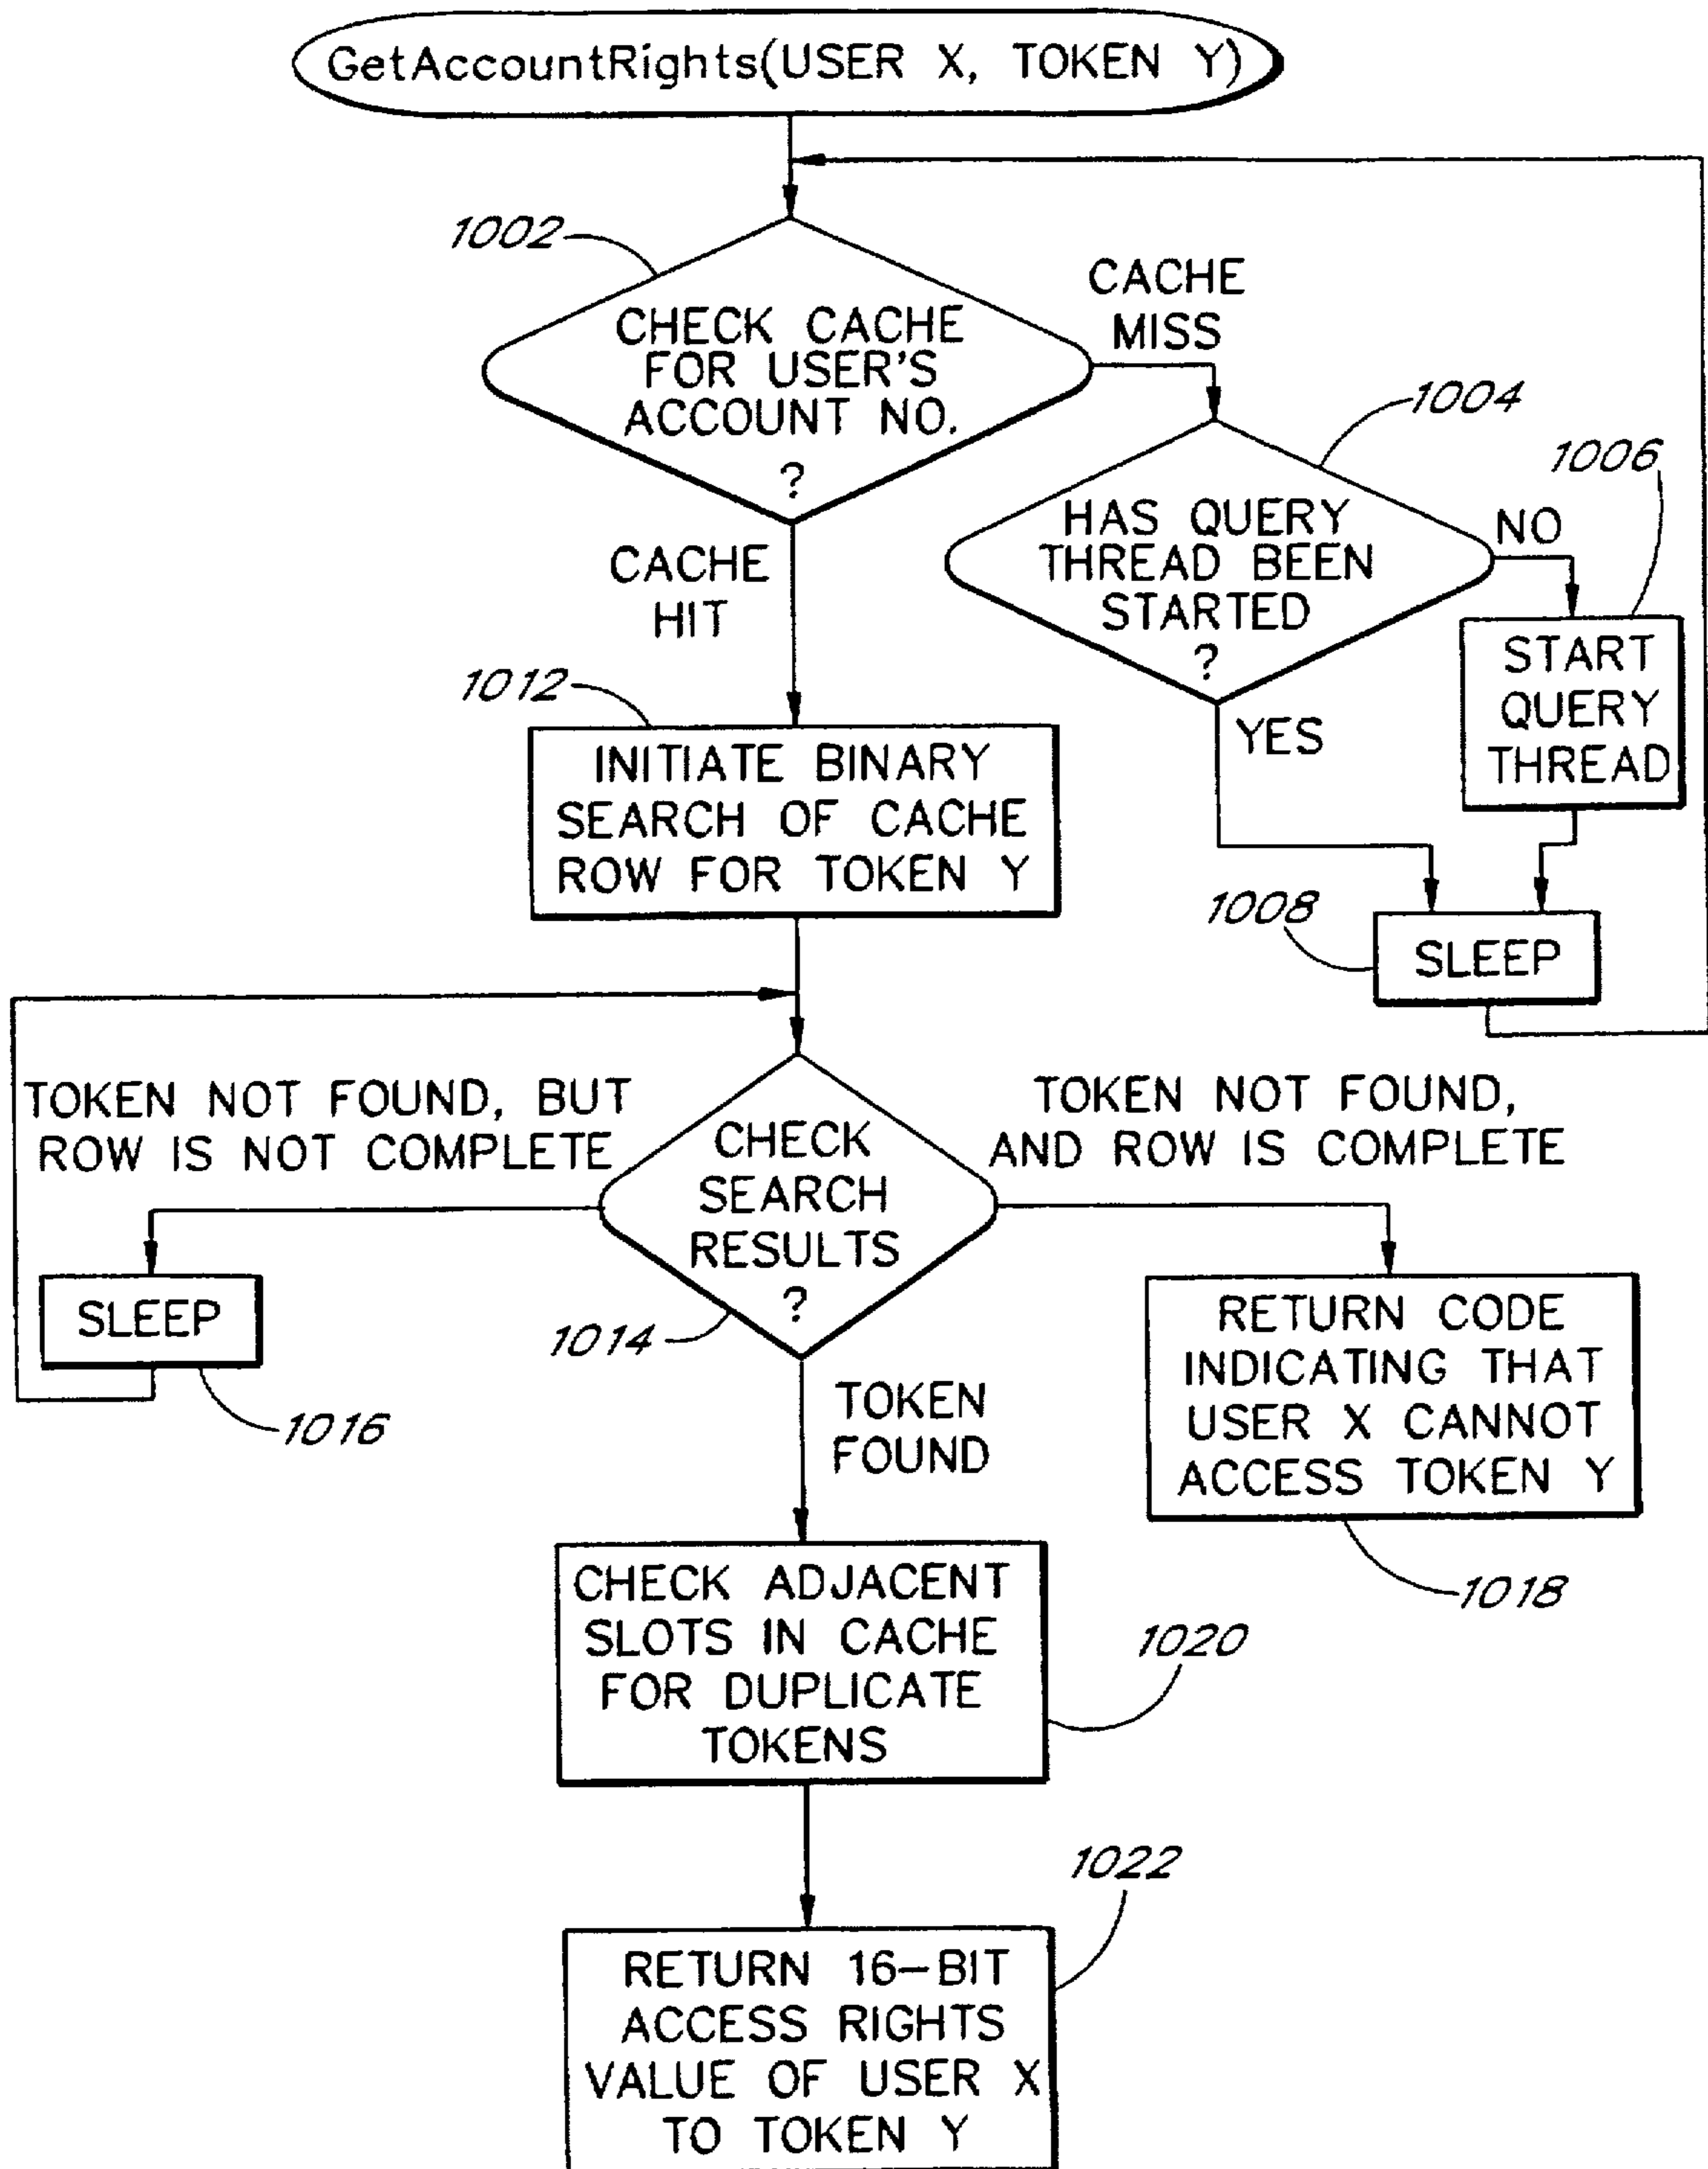 GetAccountRights(USER X, TOKEN Y)
1002
CHECK CACHE
FOR USER'S
ACCOUNT NO.
?
CACHE
MISS
1004
HAS QUERY
THREAD BEEN
STARTED
?
NO
1006
START
QUERY
THREAD
YES
1008
SLEEP
CACHE
HIT
1012
INITIATE BINARY
SEARCH OF CACHE
ROW FOR TOKEN Y
TOKEN NOT FOUND, BUT
ROW IS NOT COMPLETE
CHECK
SEARCH
RESULTS
?
1014
TOKEN NOT FOUND,
AND ROW IS COMPLETE
SLEEP
1016
RETURN CODE
INDICATING THAT
USER X CANNOT
ACCESS TOKEN Y
1018
TOKEN
FOUND
CHECK ADJACENT
SLOTS IN CACHE
FOR DUPLICATE
TOKENS
1020
1022
RETURN 16-BIT
ACCESS RIGHTS
VALUE OF USER X
TO TOKEN Y